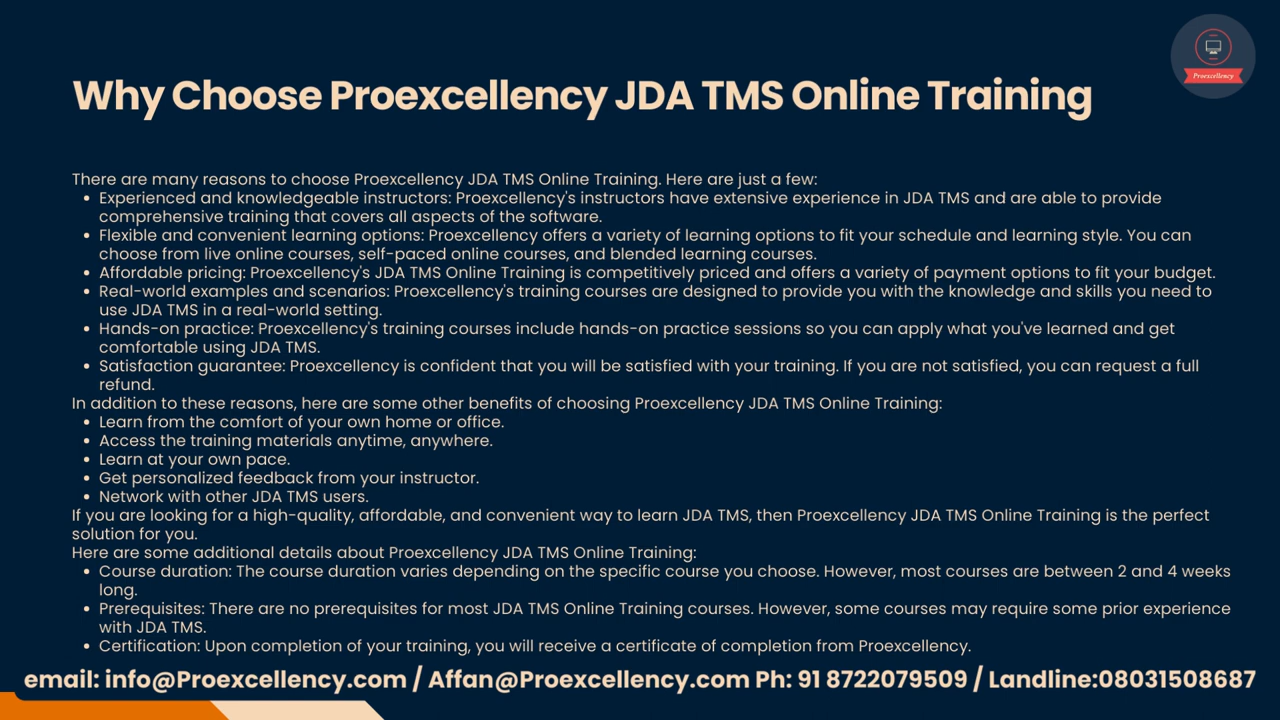 Proexcellency
Why Choose Proexcellency JDA TMS Online Training
There are many reasons to choose Proexcellency JDA TMS Online Training. Here are just a few:
• Experienced and knowledgeable instructors: Proexcellency's instructors have extensive experience in JDA TMS and are able to provide
comprehensive training that covers all aspects of the software.
• Flexible and convenient learning options: Proexcellency offers a variety of learning options to fit your schedule and learning style. You can
choose from live online courses, self-paced online courses, and blended learning courses.
• Affordable pricing: Proexcellency's JDA TMS Online Training is competitively priced and offers a variety of payment options to fit your budget.
• Real-world examples and scenarios: Proexcellency's training courses are designed to provide you with the knowledge and skills you need to
use JDA TMS in a real-world setting.
• Hands-on practice: Proexcellency's training courses include hands-on practice sessions so you can apply what you've learned and get
comfortable using JDA TMS.
• Satisfaction guarantee: Proexcellency is confident that you will be satisfied with your training. If you are not satisfied, you can request a full
refund.
In addition to these reasons, here are some other benefits of choosing Proexcellency JDA TMS Online Training:
• Learn from the comfort of your own home or office.
• Access the training materials anytime, anywhere.
• Learn at your own pace.
• Get personalized feedback from your instructor.
• Network with other JDA TMS users.
If you are looking for a high-quality, affordable, and convenient way to learn JDA TMS, then Proexcellency JDA TMS Online Training is the perfect
solution for you.
Here are some additional details about Proexcellency JDA TMS Online Training:
• Course duration: The course duration varies depending on the specific course you choose. However, most courses are between 2 and 4 weeks
long.
• Prerequisites: There are no prerequisites for most JDA TMS Online Training courses. However, some courses may require some prior experience
with JDA TMS.
• Certification: Upon completion of your training, you will receive a certificate of completion from Proexcellency.
email: info@Proexcellency.com / Affan@Proexcellency.com Ph: 91 8722079509 / Landline:08031508687